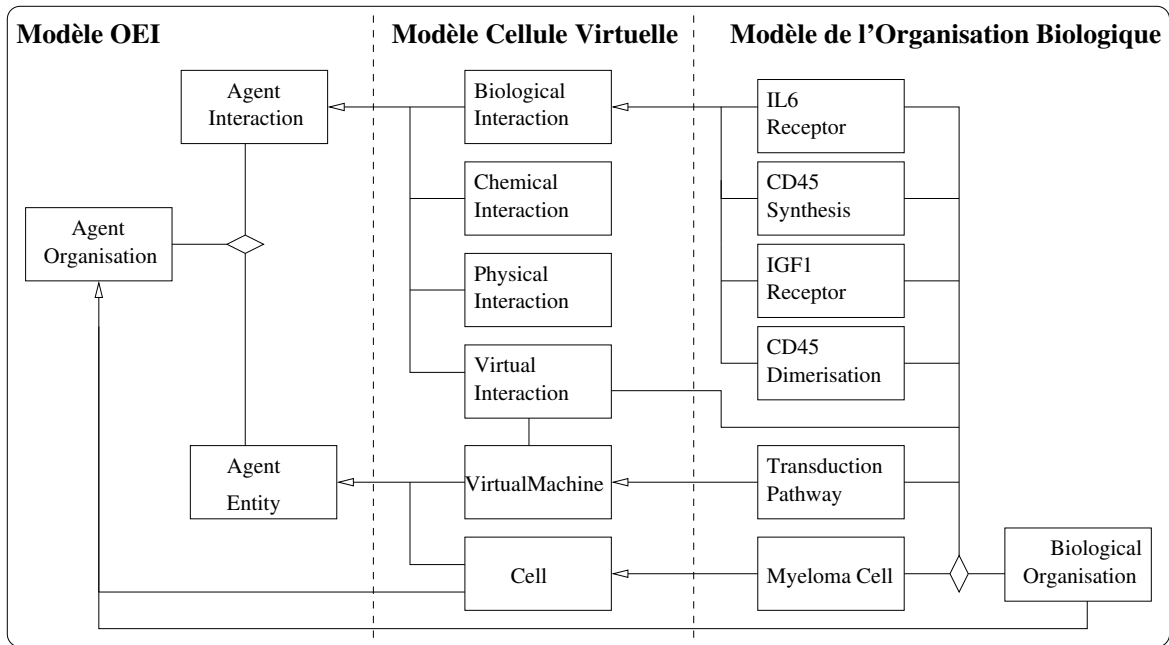 Modèle OEI
Modèle Cellule Virtuelle
Modèle de l'Organisation Biologique
Agent
Interaction
Agent
Organisation
Agent
Entity
Biological
Interaction
Chemical
Interaction
Physical
Interaction
Virtual
Interaction
VirtualMachine
Cell
IL6
Receptor
CD45
Synthesis
IGF1
Receptor
CD45
Dimerisation
Transduction
Pathway
Myeloma Cell
Biological
Organisation